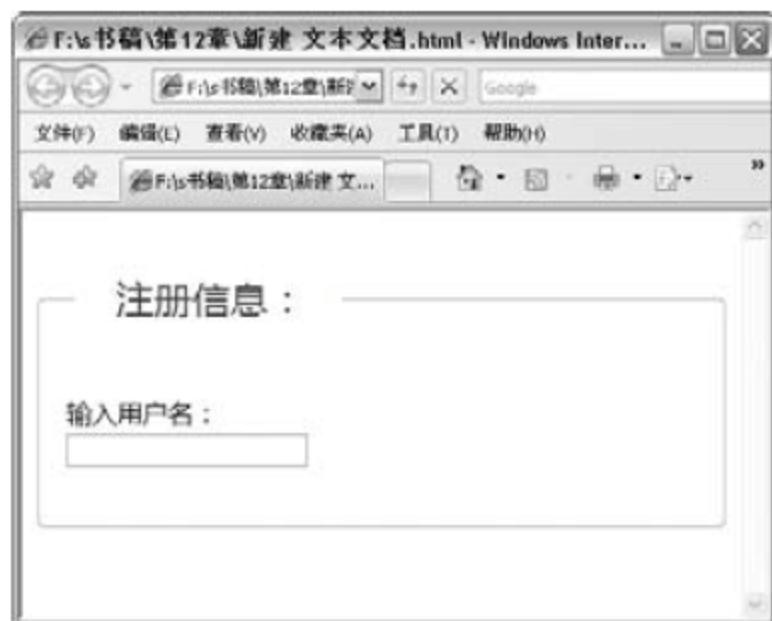 F:\s书稿\第12章\新建 文本文档.html - Windows Inter...
F:\s书稿\第12章\新
Google
文件(F) 编辑(E) 查看(V) 收藏夹(A) 工具(T) 帮助(H)
F:\s书稿\第12章\新建 文...
»
注册信息：
输入用户名：